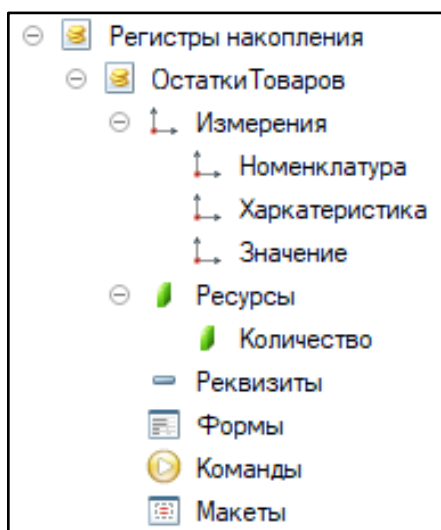 Регистры накопления
ОстаткиТоваров
Измерения
Номенклатура
Харкатеристика
Значение
Ресурсы
Количество
Реквизиты
Формы
Команды
Макеты